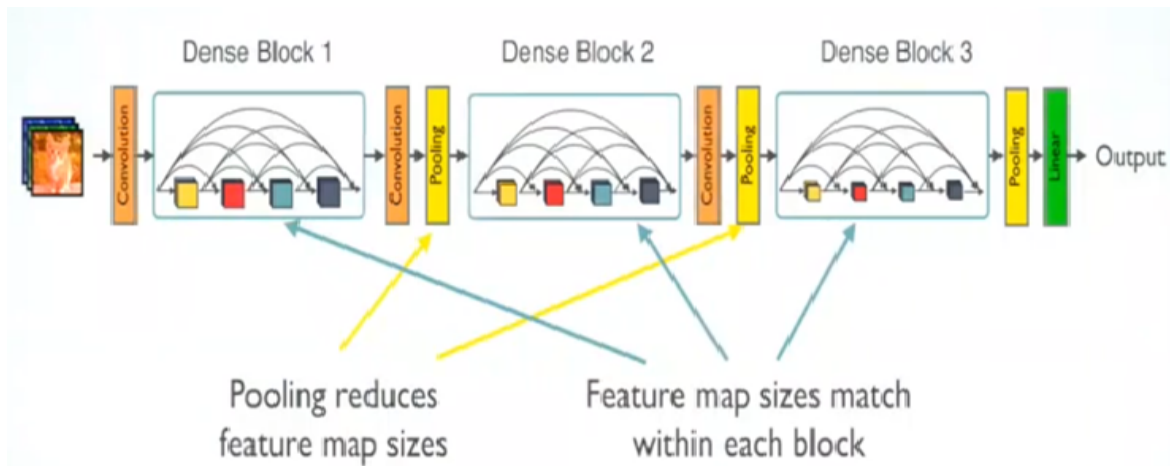 Dense Block 1
Dense Block 2
Dense Block 3
Convolution
Convolution
Pooling
Convolution
Pooling
Pooling
Linear
Output
Pooling reduces
feature map sizes
Feature map sizes match
within each block